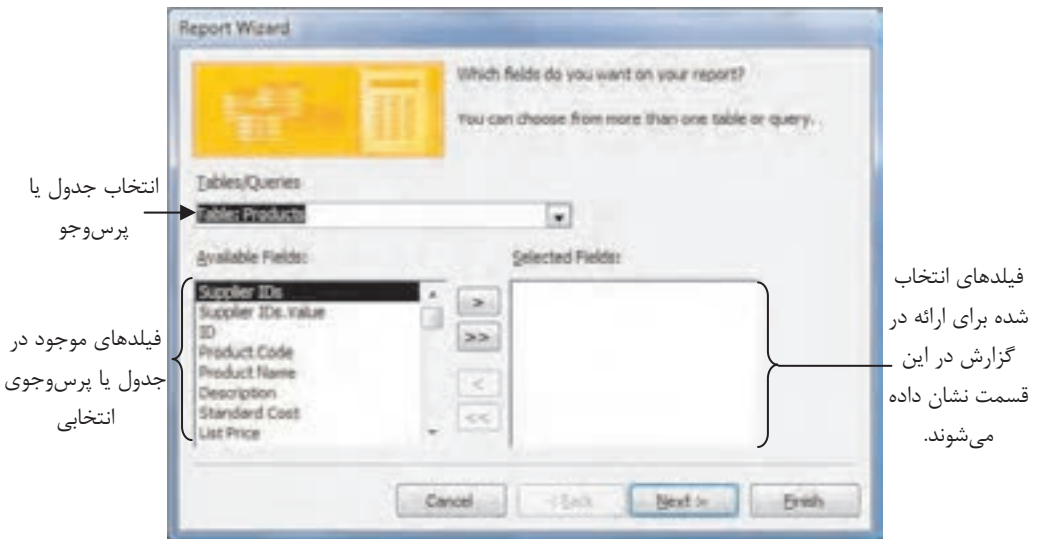 Report Wizard
Which fields do you want on your report?
You can choose from more than one table or query.
Tables/Queries
انتخاب جدول یا
پرس‌وجو
Table: Products
Available Fields:
Selected Fields:
Supplier IDs
Supplier IDs.Value
ID
Product Code
Product Name
Description
Standard Cost
List Price
>
>>
<
<<
فیلدهای موجود در
جدول یا پرس‌وجوی
انتخابی
فیلدهای انتخاب
شده برای ارائه در
گزارش در این
قسمت نشان داده
می‌شوند.
Cancel
< Back
Next >
Finish